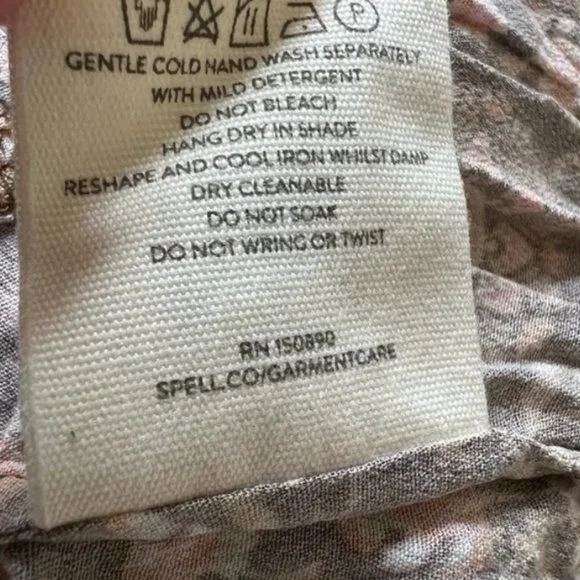 P
GENTLE COLD HAND WASH SEPARATELY
WITH MILD DETERGENT
DO NOT BLEACH
HANG DRY IN SHADE
RESHAPE AND COOL IRON WHILST DAMP
DRY CLEANABLE
DO NOT SOAK
DO NOT WRING OR TWIST
RN 150890
SPELL.CO/GARMENTCARE